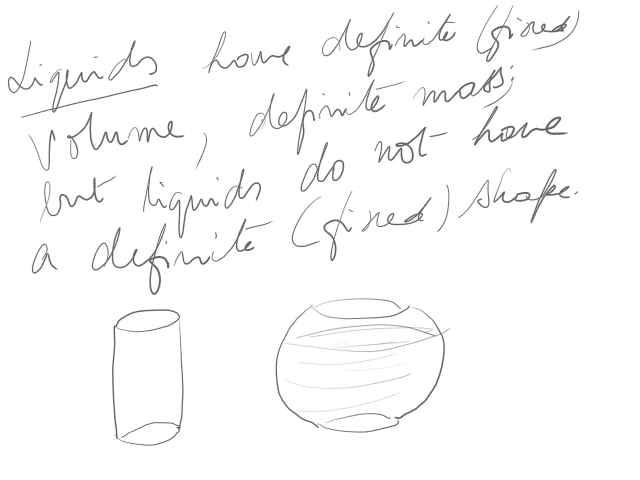 Liquids have definite (fixed)
volume, definite mass;
but liquids do not have
a definite (fixed) shape.